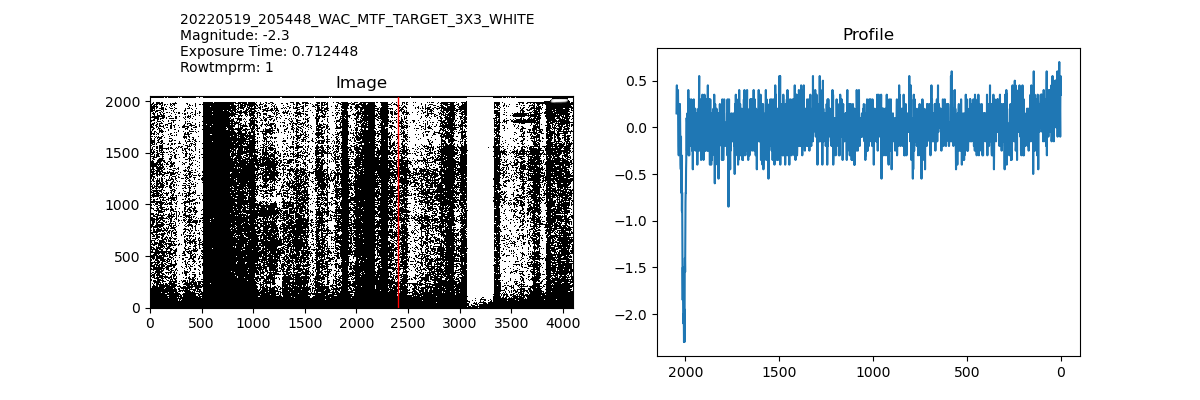 20220519_205448_WAC_MTF_TARGET_3X3_WHITE
Magnitude: -2.3
Exposure Time: 0.712448
Rowtmprm: 1
Image
2000
1500
1000
500
0
0 500 1000 1500 2000 2500 3000 3500 4000
Profile
0.5
0.0
−0.5
−1.0
−1.5
−2.0
2000 1500 1000 500 0